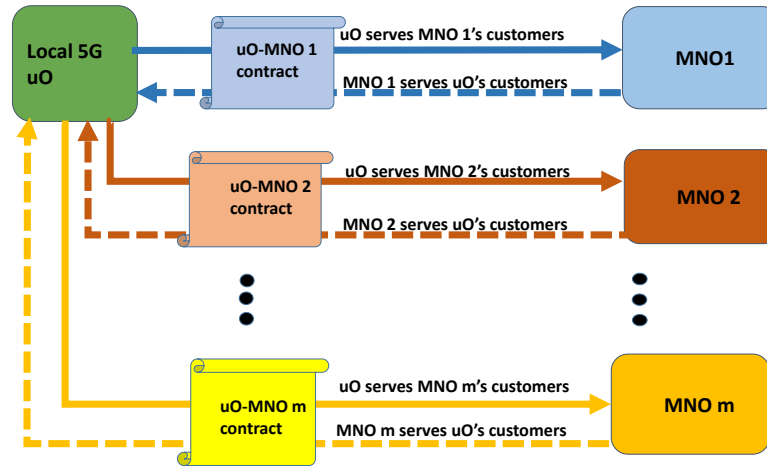 Local 5G
uO
uO-MNO 1
contract
uO serves MNO 1's customers
MNO 1 serves uO's customers
MNO1
uO-MNO 2
contract
uO serves MNO 2's customers
MNO 2 serves uO's customers
MNO 2
uO-MNO m
contract
uO serves MNO m's customers
MNO m serves uO's customers
MNO m